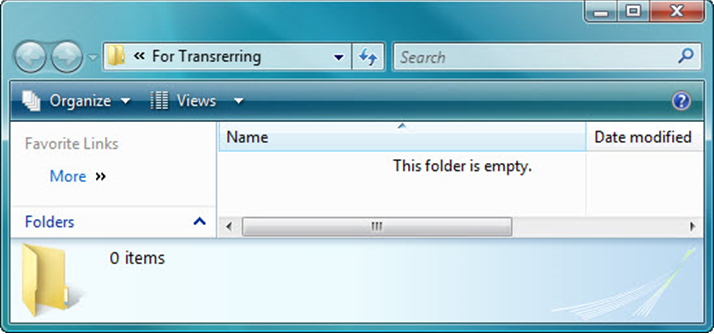 « For Transrerring
Search
Organize Views ?
Favorite Links
More »
Folders
Name Date modified
This folder is empty.
0 items